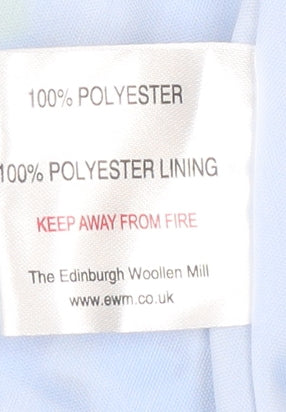 100% POLYESTER
100% POLYESTER LINING
KEEP AWAY FROM FIRE
The Edinburgh Woollen Mill
www.ewm.co.uk